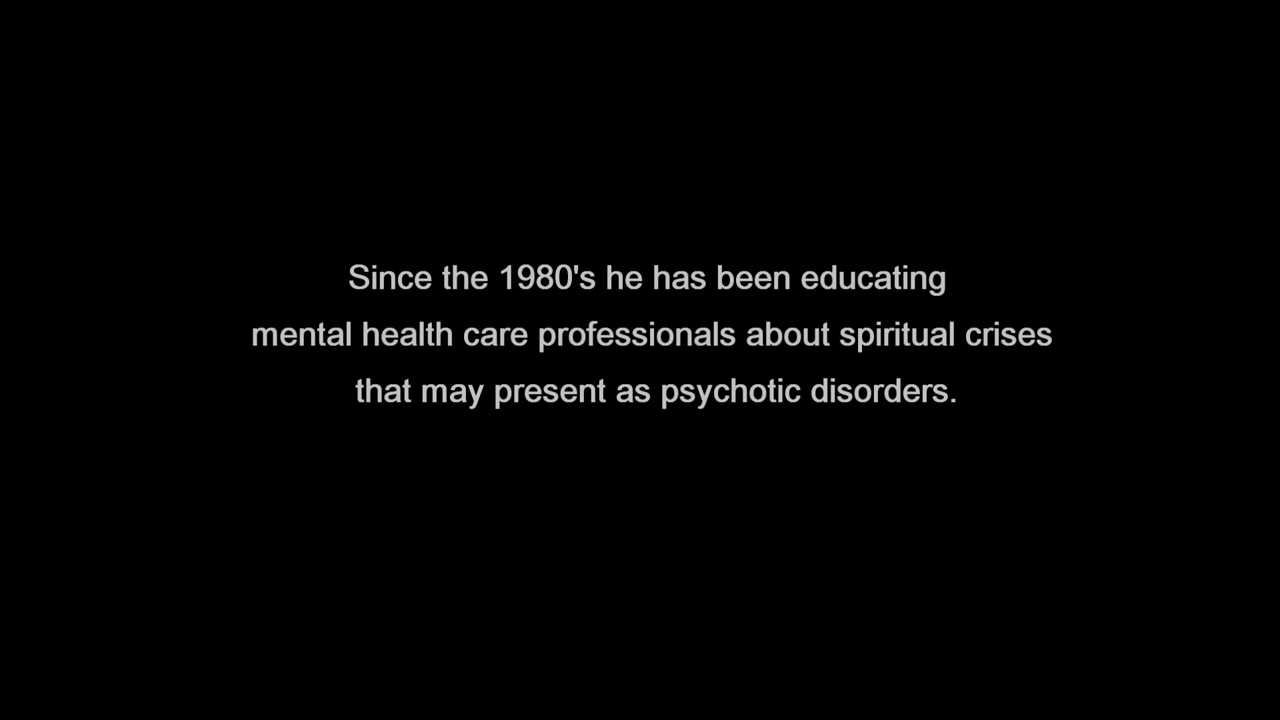 Since the 1980's he has been educating
mental health care professionals about spiritual crises
that may present as psychotic disorders.